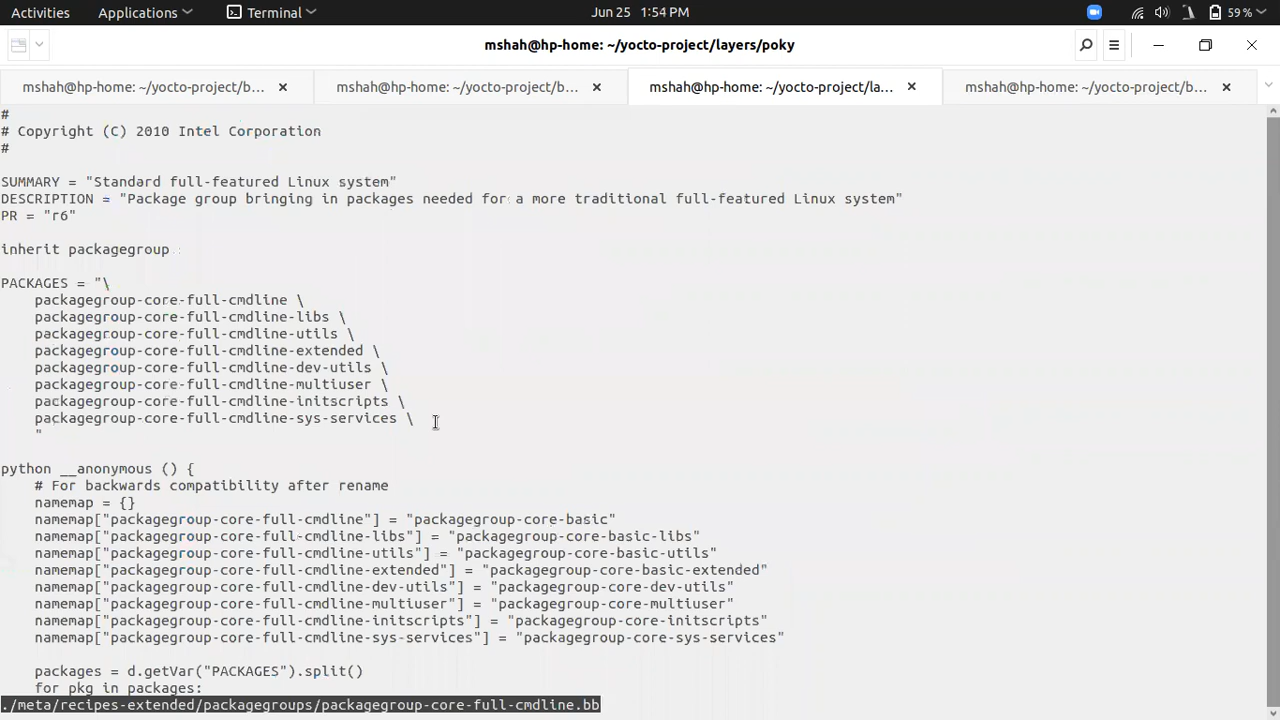 Activities Applications Terminal Jun 25 1:54 PM 59 %
mshah@hp-home: ~/yocto-project/layers/poky
mshah@hp-home: ~/yocto-project/b... mshah@hp-home: ~/yocto-project/b... mshah@hp-home: ~/yocto-project/la... mshah@hp-home: ~/yocto-project/b...
#
# Copyright (C) 2010 Intel Corporation
#
SUMMARY = "Standard full-featured Linux system"
DESCRIPTION = "Package group bringing in packages needed for a more traditional full-featured Linux system"
PR = "r6"
inherit packagegroup
PACKAGES = "\
packagegroup-core-full-cmdline \
packagegroup-core-full-cmdline-libs \
packagegroup-core-full-cmdline-utils \
packagegroup-core-full-cmdline-extended \
packagegroup-core-full-cmdline-dev-utils \
packagegroup-core-full-cmdline-multiuser \
packagegroup-core-full-cmdline-initscripts \
packagegroup-core-full-cmdline-sys-services \
"
python __anonymous () {
# For backwards compatibility after rename
namemap = {}
namemap["packagegroup-core-full-cmdline"] = "packagegroup-core-basic"
namemap["packagegroup-core-full-cmdline-libs"] = "packagegroup-core-basic-libs"
namemap["packagegroup-core-full-cmdline-utils"] = "packagegroup-core-basic-utils"
namemap["packagegroup-core-full-cmdline-extended"] = "packagegroup-core-basic-extended"
namemap["packagegroup-core-full-cmdline-dev-utils"] = "packagegroup-core-dev-utils"
namemap["packagegroup-core-full-cmdline-multiuser"] = "packagegroup-core-multiuser"
namemap["packagegroup-core-full-cmdline-initscripts"] = "packagegroup-core-initscripts"
namemap["packagegroup-core-full-cmdline-sys-services"] = "packagegroup-core-sys-services"
packages = d.getVar("PACKAGES").split()
for pkg in packages:
./meta/recipes-extended/packagegroups/packagegroup-core-full-cmdline.bb